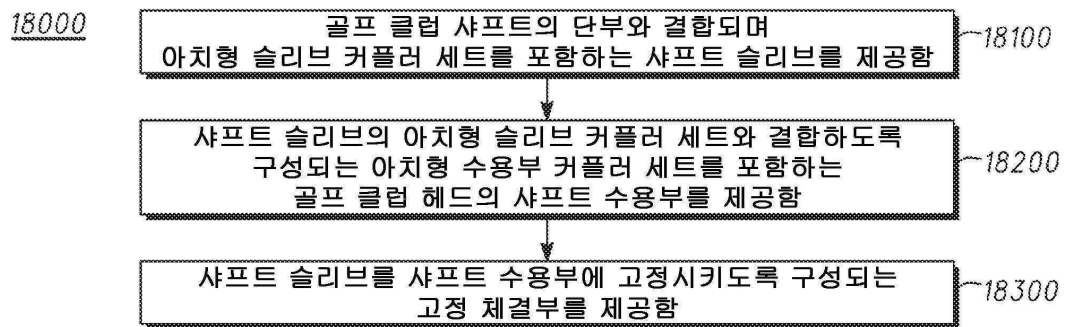 18000
골프 클럽 샤프트의 단부와 결합되며
아치형 슬리브 커플러 세트를 포함하는 샤프트 슬리브를 제공함
18100
샤프트 슬리브의 아치형 슬리브 커플러 세트와 결합하도록
구성되는 아치형 수용부 커플러 세트를 포함하는
골프 클럽 헤드의 샤프트 수용부를 제공함
18200
샤프트 슬리브를 샤프트 수용부에 고정시키도록 구성되는
고정 체결부를 제공함
18300